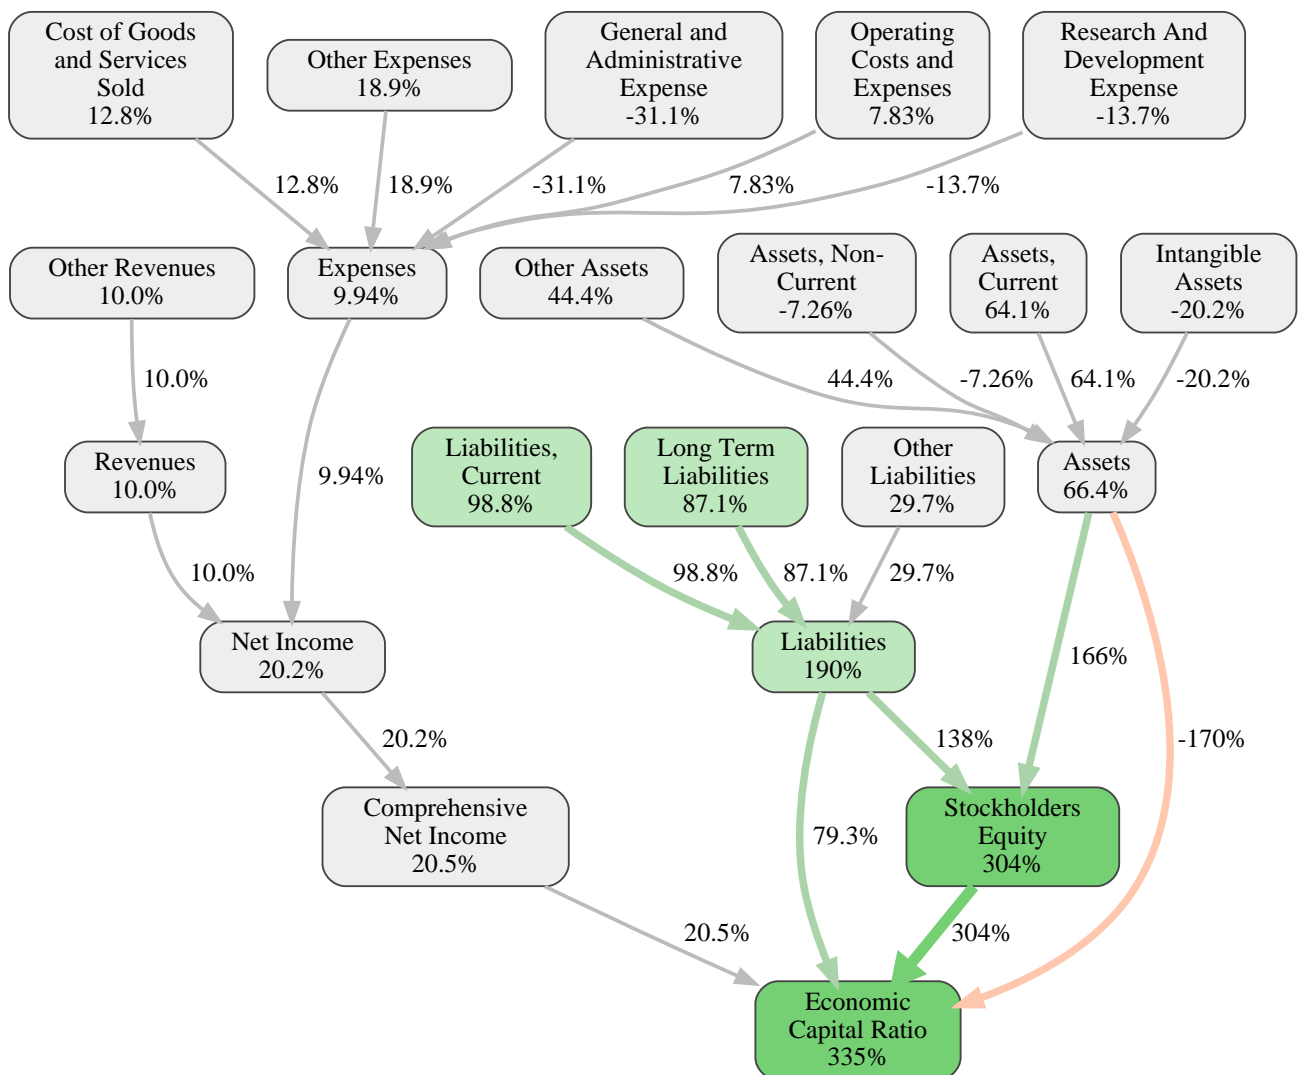 Cost of Goods
and Services
Sold
12.8%
Other Expenses
18.9%
General and
Administrative
Expense
-31.1%
Operating
Costs and
Expenses
7.83%
Research And
Development
Expense
-13.7%
12.8%
18.9%
-31.1%
7.83%
-13.7%
Other Revenues
10.0%
Expenses
9.94%
Other Assets
44.4%
Assets, Non-
Current
-7.26%
Assets,
Current
64.1%
Intangible
Assets
-20.2%
10.0%
44.4%
-7.26%
64.1%
-20.2%
Revenues
10.0%
9.94%
Liabilities,
Current
98.8%
Long Term
Liabilities
87.1%
Other
Liabilities
29.7%
Assets
66.4%
10.0%
98.8%
87.1%
29.7%
Net Income
20.2%
Liabilities
190%
166%
20.2%
138%
-170%
Comprehensive
Net Income
20.5%
79.3%
Stockholders
Equity
304%
20.5%
304%
Economic
Capital Ratio
335%